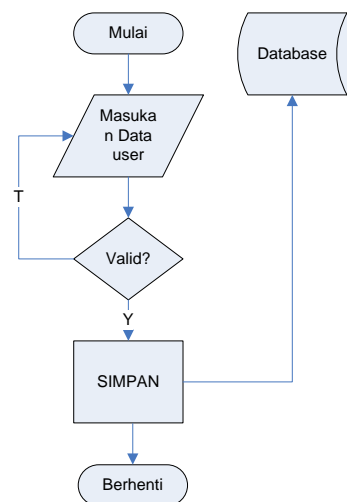 Mulai
Database
Masuka
n Data
user
T
Valid?
Y
SIMPAN
Berhenti